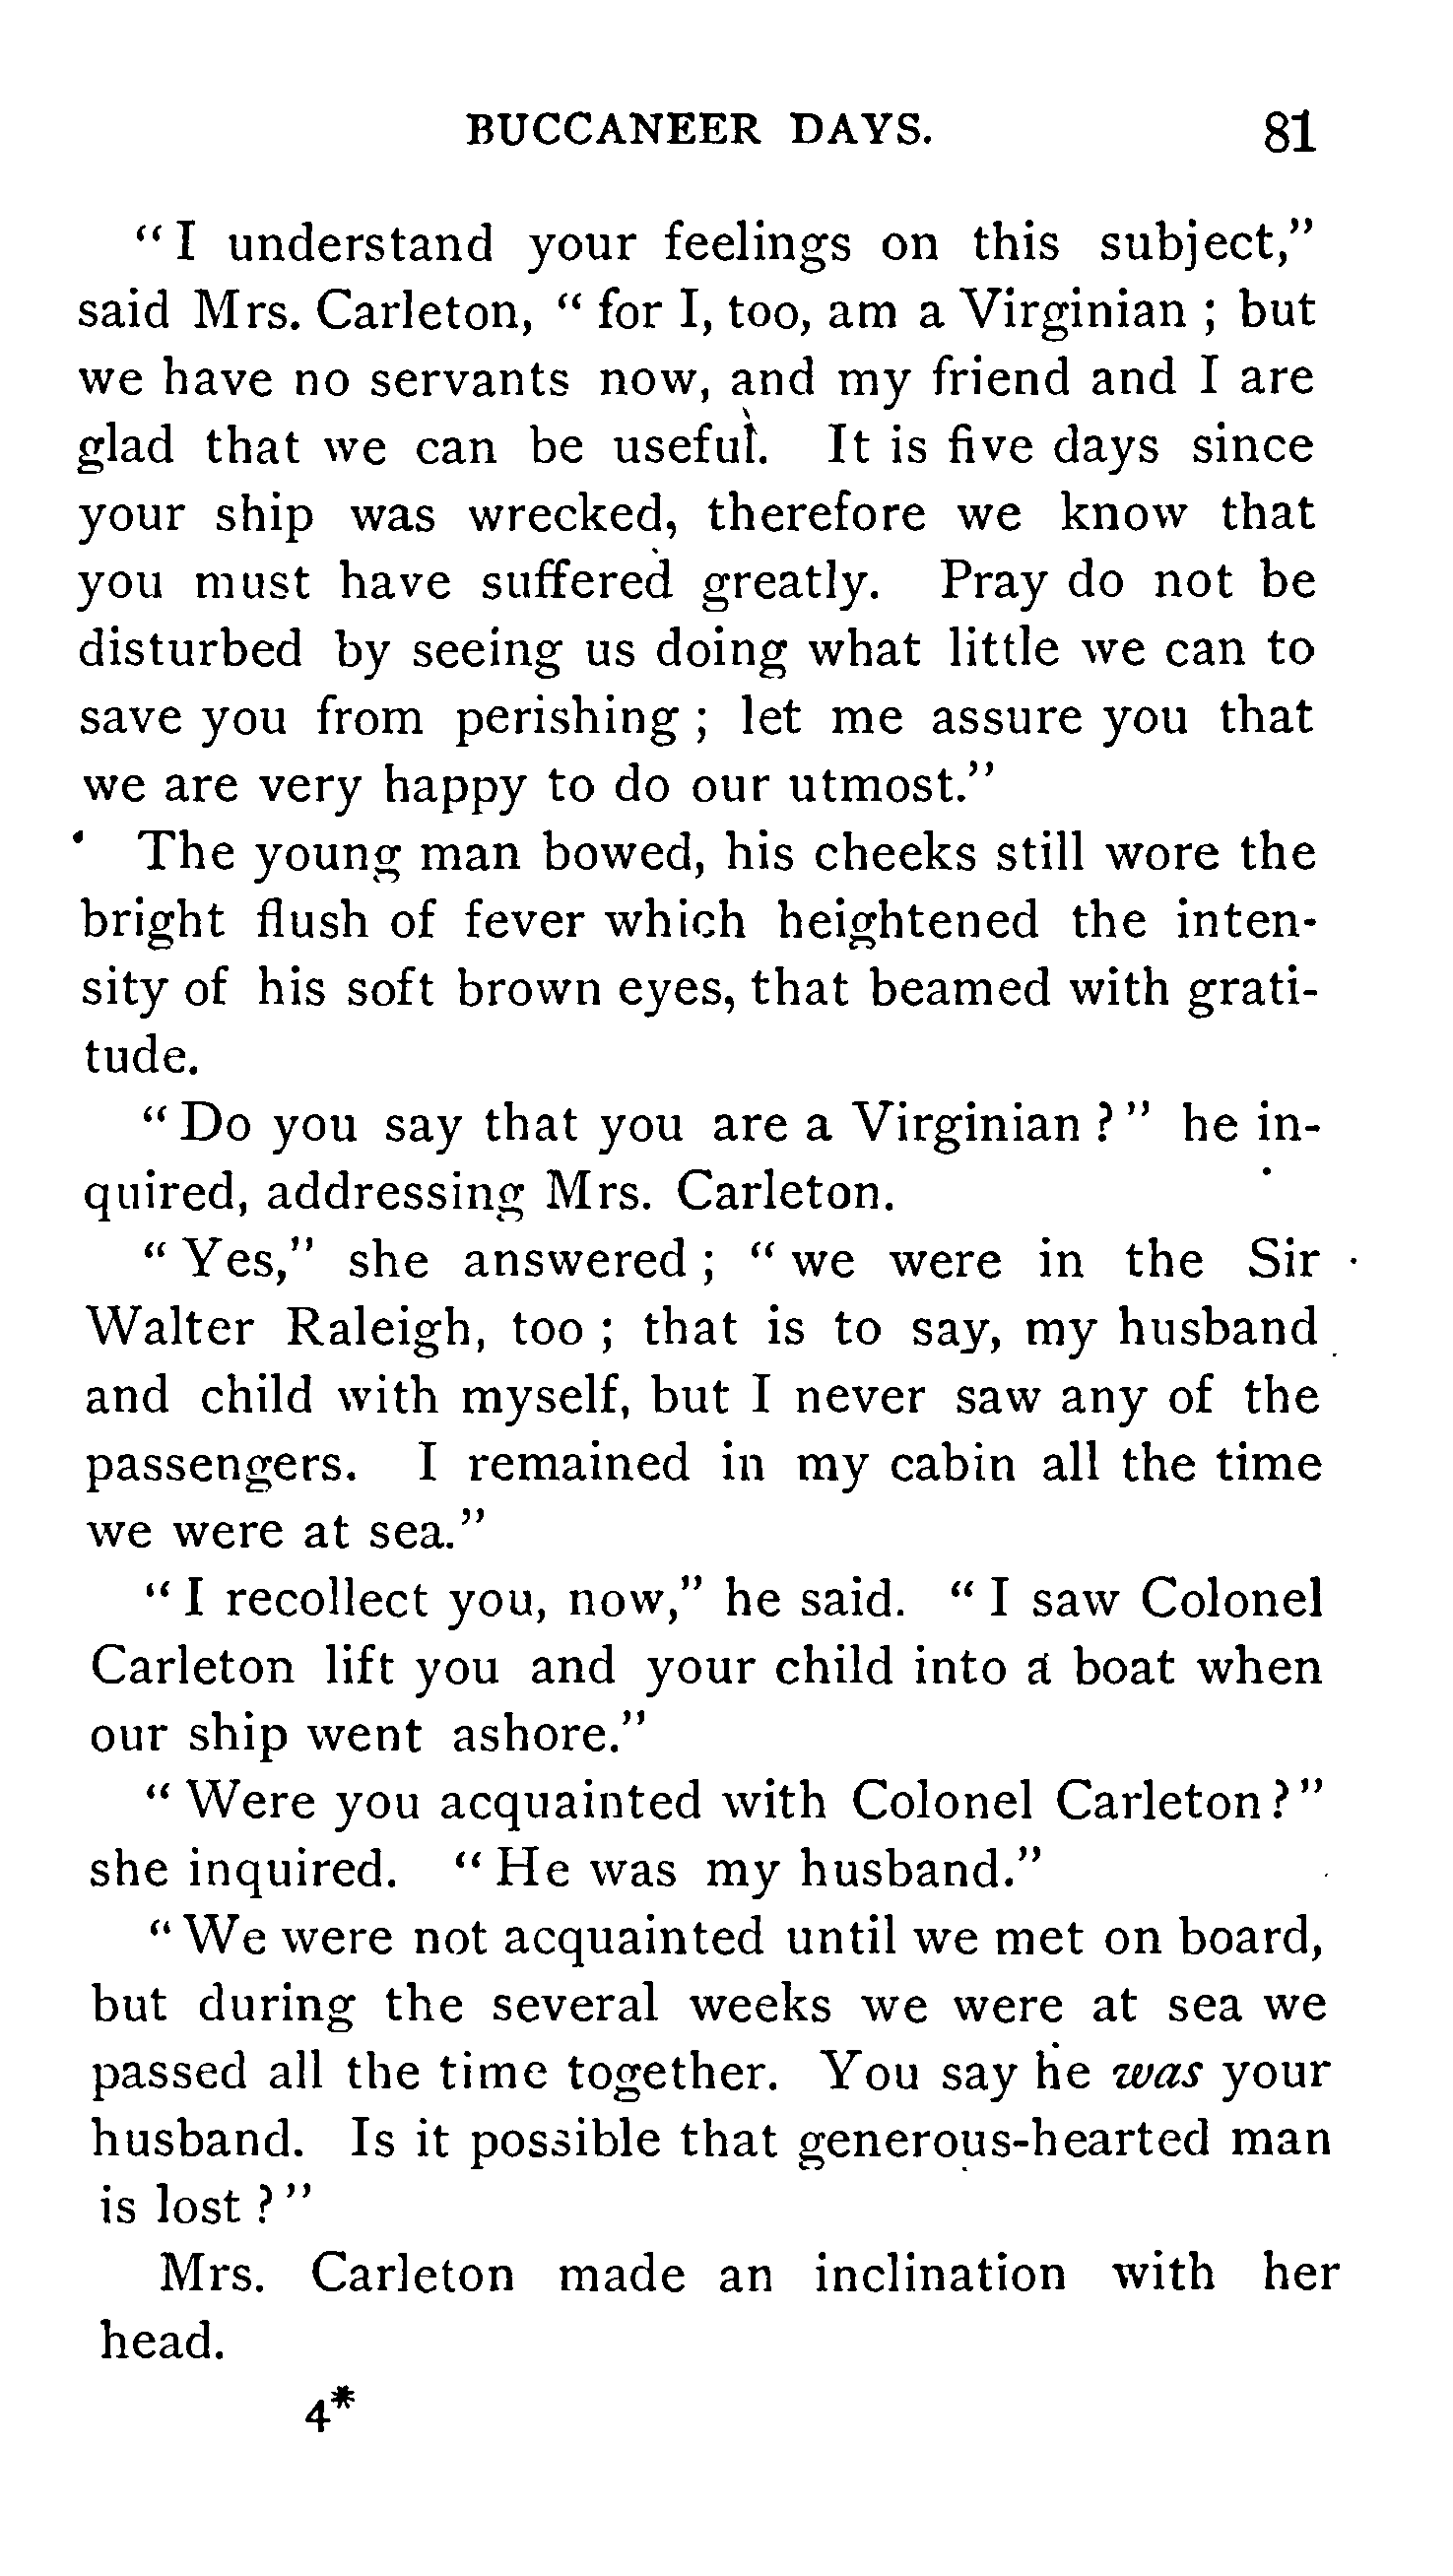 BUCCANEER DAYS. 81
“ I understand your feelings on this subject,”
said Mrs. Carleton, “ for I, too, am a Virginian ; but
we have no servants now, and my friend and I are
glad that we can be useful. It is five days since
your ship was wrecked, therefore we know that
you must have suffered greatly. Pray do not be
disturbed by seeing us doing what little we can to
save you from perishing ; let me assure you that
we are very happy to do our utmost.”
The young man bowed, his cheeks still wore the
bright flush of fever which heightened the inten-
sity of his soft brown eyes, that beamed with grati-
tude.
“ Do you say that you are a Virginian ? ” he in-
quired, addressing Mrs. Carleton.
“ Yes,” she answered ; “ we were in the Sir
Walter Raleigh, too ; that is to say, my husband
and child with myself, but I never saw any of the
passengers. I remained in my cabin all the time
we were at sea.”
“ I recollect you, now,” he said. “ I saw Colonel
Carleton lift you and your child into a boat when
our ship went ashore.”
“ Were you acquainted with Colonel Carleton ? ”
she inquired. “ He was my husband.”
“ We were not acquainted until we met on board,
but during the several weeks we were at sea we
passed all the time together. You say he was your
husband. Is it possible that generous-hearted man
is lost ? ”
Mrs. Carleton made an inclination with her
head.
4*